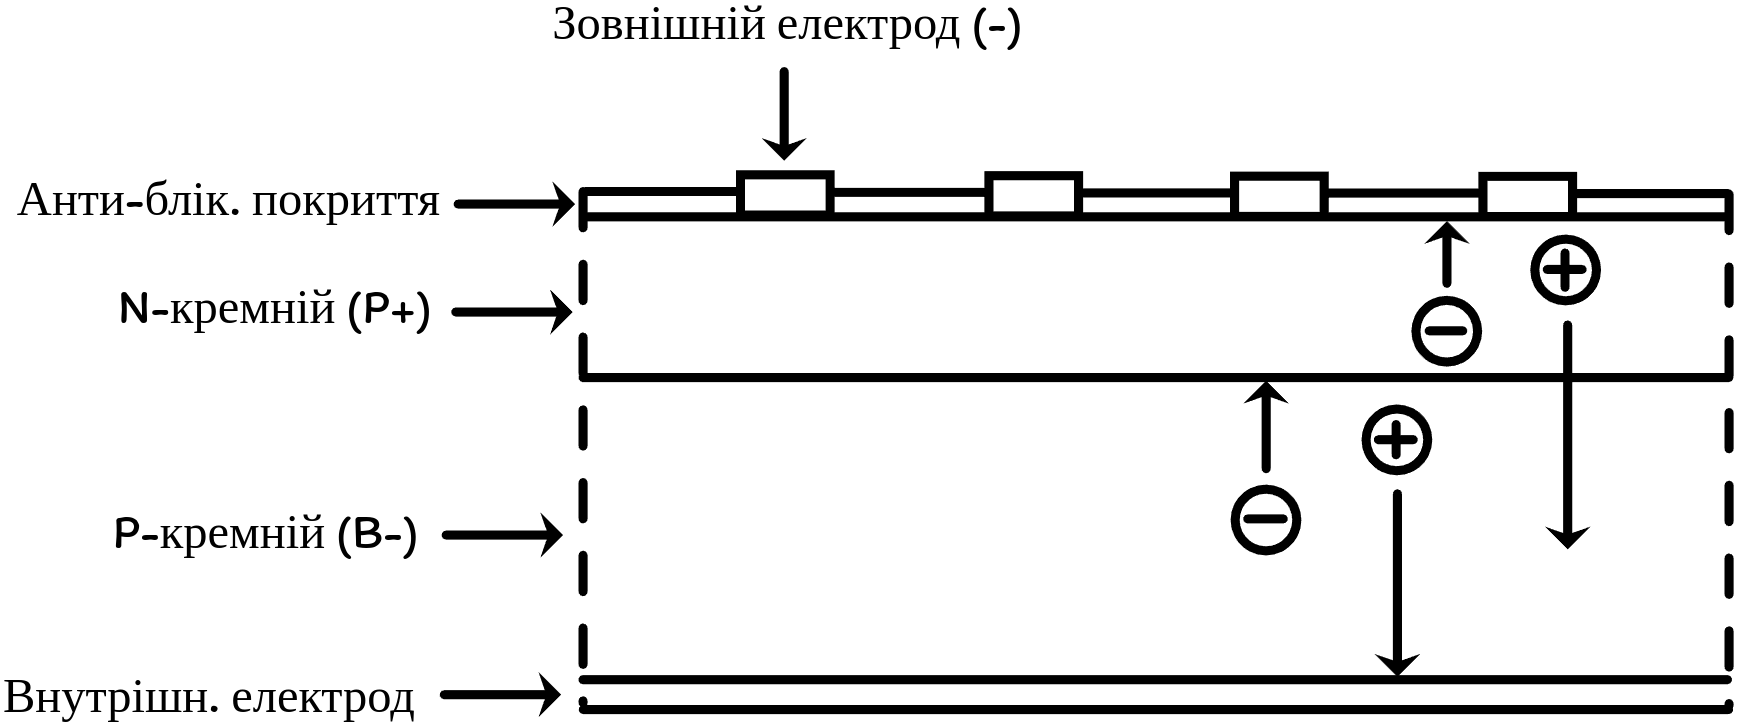 Зовнішній електрод (-)
Анти-блік. покриття
N-кремній (P+)
P-кремній (B-)
Внутрішн. електрод